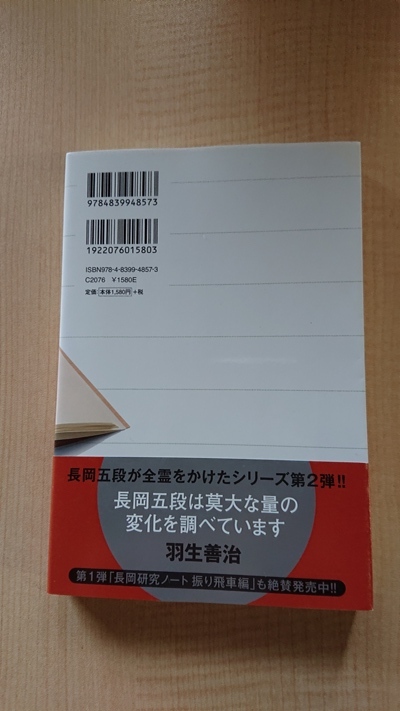 9784839948573
1922076015803
ISBN978-4-8399-4857-3
C2076 ¥1580E
定価:本体1,580円+税
長岡五段が全霊をかけたシリーズ第2弾!!
長岡五段は莫大な量の
変化を調べています
羽生善治
第1弾「長岡研究ノート 振り飛車編」も絶賛発売中!!